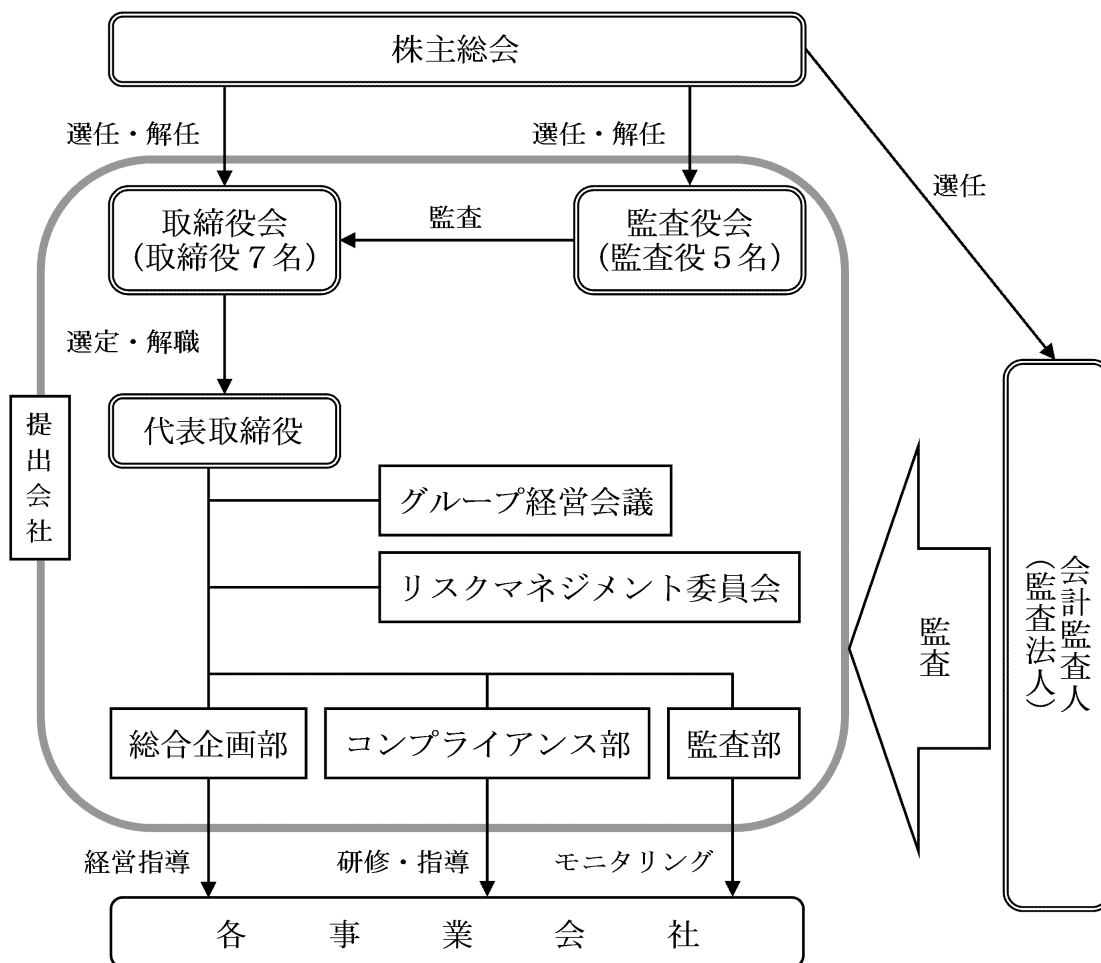 株主総会
選任・解任
選任・解任
選任
取締役会
（取締役７名）
監査
監査役会
（監査役５名）
選定・解職
代表取締役
提出会社
グループ経営会議
リスクマネジメント委員会
監査
会計監査人
（監査法人）
総合企画部
コンプライアンス部
監査部
経営指導
研修・指導
モニタリング
各事業会社